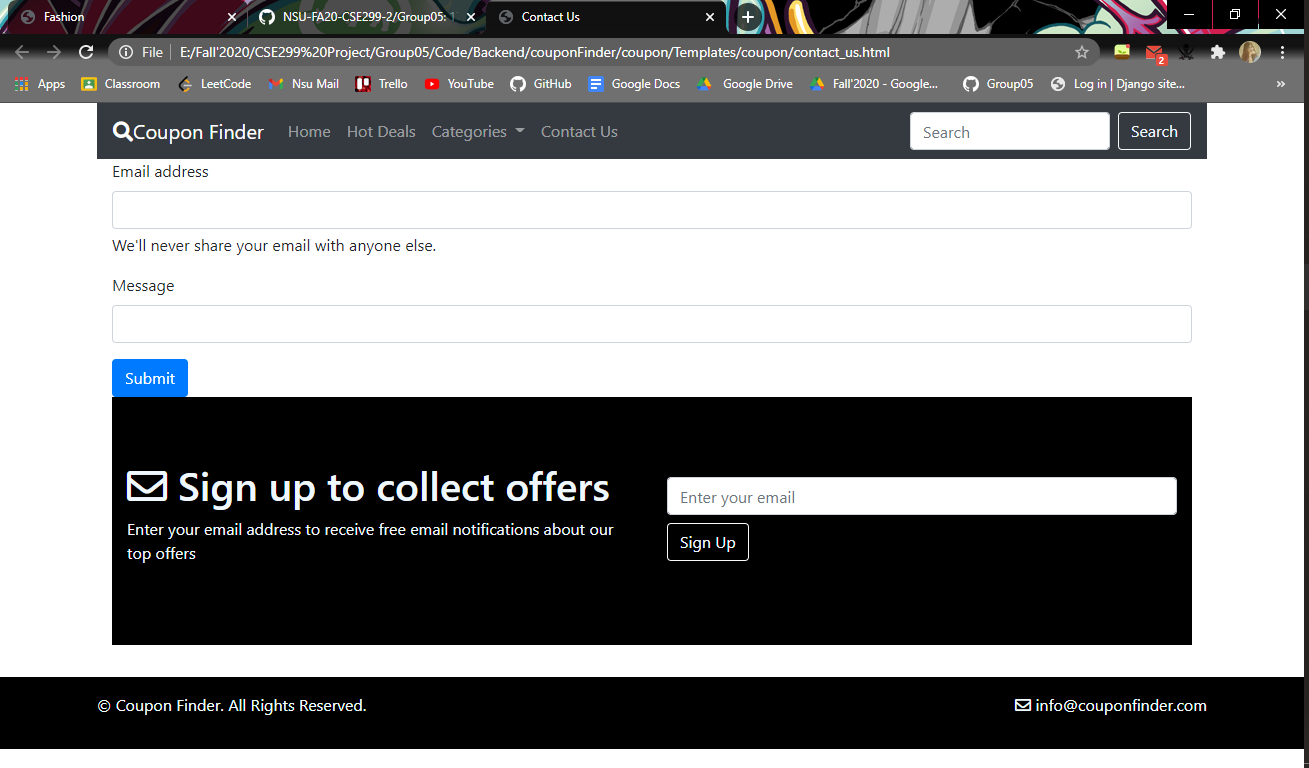 Fashion
NSU-FA20-CSE299-2/Group05:
Contact Us
File E:/Fall'2020/CSE299%20Project/Group05/Code/Backend/couponFinder/coupon/Templates/coupon/contact_us.html
2
Apps Classroom LeetCode Nsu Mail Trello YouTube GitHub Google Docs Google Drive Fall'2020 - Google... Group05 Log in | Django site... »
Coupon Finder Home Hot Deals Categories Contact Us Search Search
Email address
We'll never share your email with anyone else.
Message
Submit
Sign up to collect offers
Enter your email address to receive free email notifications about our
top offers
Enter your email
Sign Up
© Coupon Finder. All Rights Reserved. info@couponfinder.com